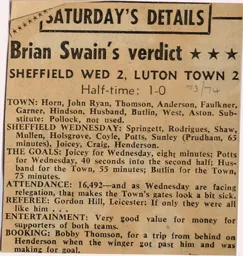 SATURDAY'S DETAILS
Brian Swain's verdict ★ ★ ★
SHEFFIELD WED 2, LUTON TOWN 2
Half-time: 1-0
73/74
TOWN: Horn, John Ryan, Thomson, Anderson, Faulkner,
Garner, Hindson, Husband, Butlin, West, Aston. Sub-
stitute: Pollock, not used.
SHEFFIELD WEDNESDAY: Springett, Rodrigues, Shaw,
Mullen, Holsgrove, Coyle, Potts, Sunley (Prudham, 65
minutes), Joicey, Craig, Henderson.
THE GOALS: Joicey for Wednesday, eight minutes; Potts
for Wednesday, 40 seconds into the second half; Hus-
band for the Town, 55 minutes; Butlin for the Town,
75 minutes.
ATTENDANCE: 16,492—and as Wednesday are facing
relegation, that makes the Town's gates look a bit sick.
REFEREE: Gordon Hill, Leicester: If only they were all
like him . . .
ENTERTAINMENT: Very good value for money for
supporters of both teams.
BOOKING: Bobby Thomson, for a trip from behind on
Henderson when the winger got past him and was
making for goal.